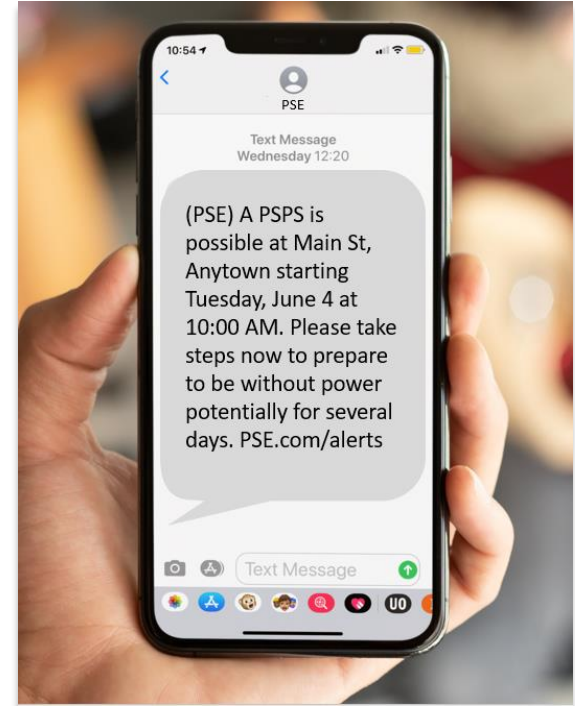 10:54
PSE
Text Message
Wednesday 12:20
(PSE) A PSPS is
possible at Main St,
Anytown starting
Tuesday, June 4 at
10:00 AM. Please take
steps now to prepare
to be without power
potentially for several
days. PSE.com/alerts
Text Message
UO